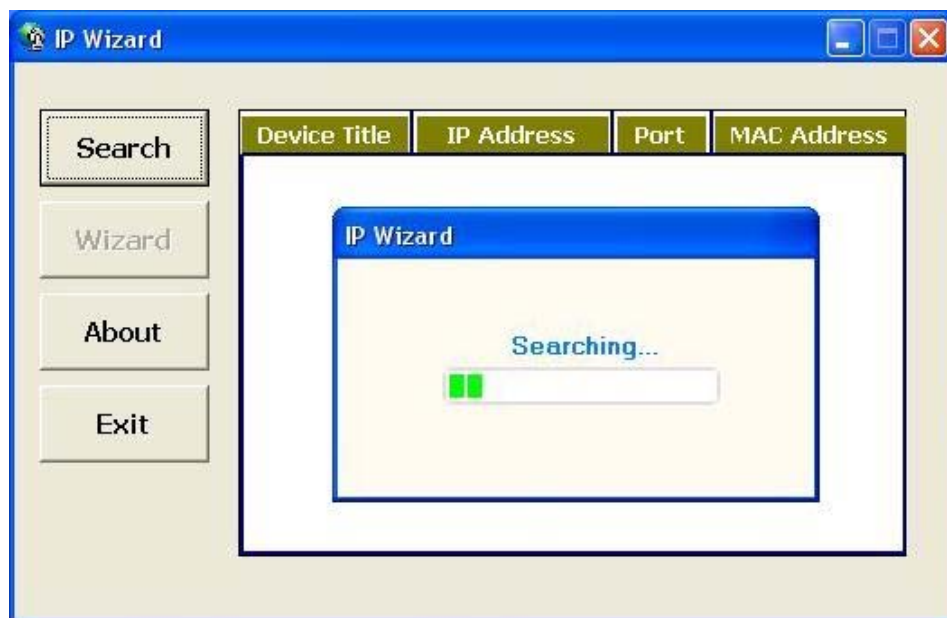 IP Wizard
Search
Wizard
About
Exit
Device Title IP Address Port MAC Address
IP Wizard
Searching...